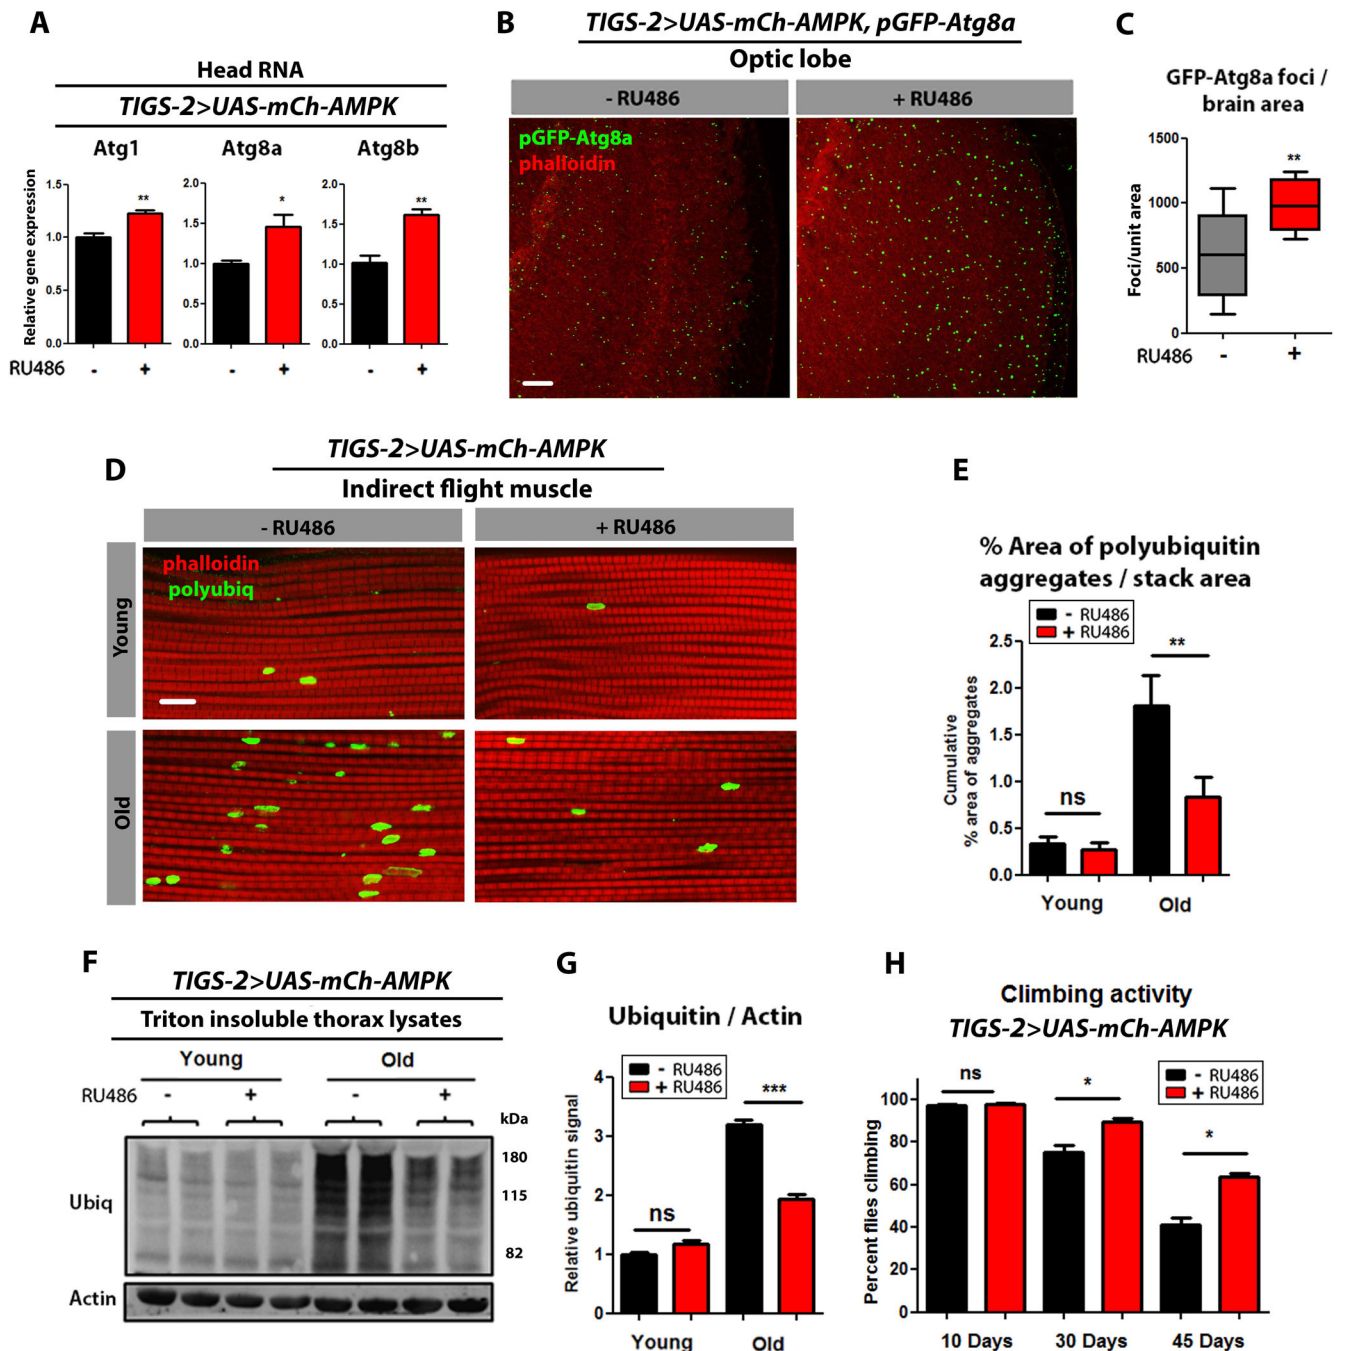 A
Head RNA
TIGS-2>UAS-mCh-AMPK
Atg1
Atg8a
Atg8b
Relative gene expression
1.5
1.0
0.5
0.0
2.0
1.5
1.0
0.5
0.0
2.0
1.5
1.0
0.5
0.0
**
*
**
RU486
-
+
-
+
-
+
B
TIGS-2>UAS-mCh-AMPK, pGFP-Atg8a
Optic lobe
- RU486
+ RU486
pGFP-Atg8a
phalloidin
C
GFP-Atg8a foci /
brain area
Foci/unit area
1500
1000
500
0
**
RU486
-
+
D
TIGS-2>UAS-mCh-AMPK
Indirect flight muscle
- RU486
+ RU486
Young
phalloidin
polyubiq
Old
E
% Area of polyubiquitin
aggregates / stack area
- RU486
+ RU486
Cumulative
% area of aggregates
2.5
2.0
1.5
1.0
0.5
0.0
ns
**
Young
Old
F
TIGS-2>UAS-mCh-AMPK
Triton insoluble thorax lysates
Young
Old
RU486
-
+
-
+
kDa
180
115
82
Ubiq
Actin
G
Ubiquitin / Actin
- RU486
+ RU486
Relative ubiquitin signal
4
3
2
1
0
ns
***
Young
Old
H
Climbing activity
TIGS-2>UAS-mCh-AMPK
- RU486
+ RU486
Percent flies climbing
100
80
60
40
20
0
ns
*
*
10 Days
30 Days
45 Days